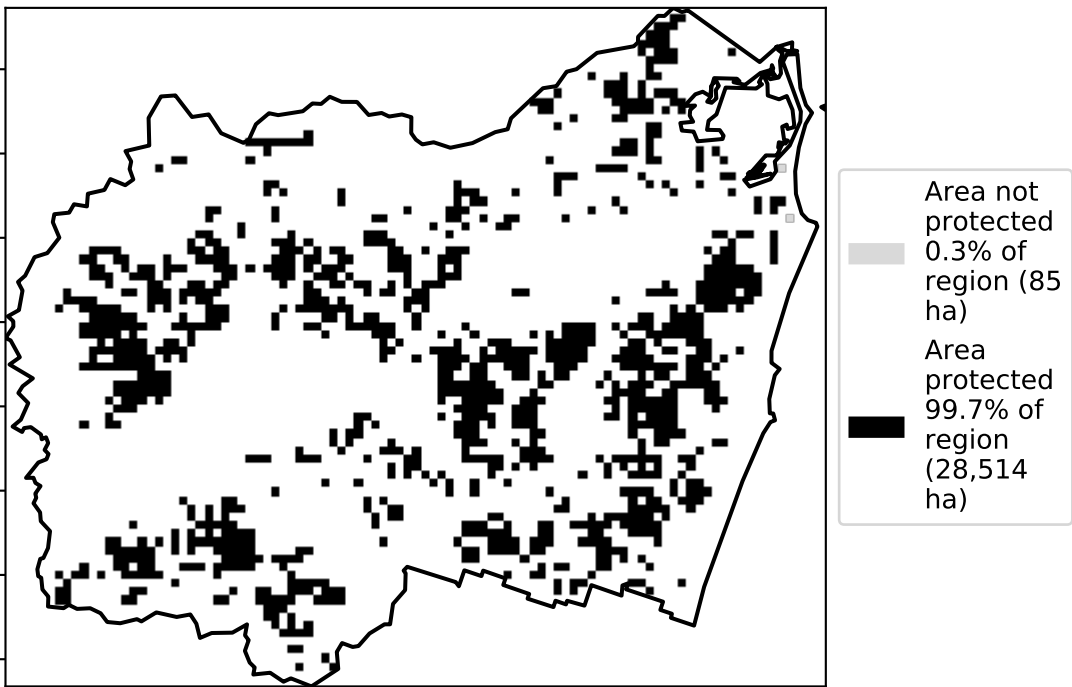 Area not
protected
0.3% of
region (85
ha)
Area
protected
99.7% of
region
(28,514
ha)